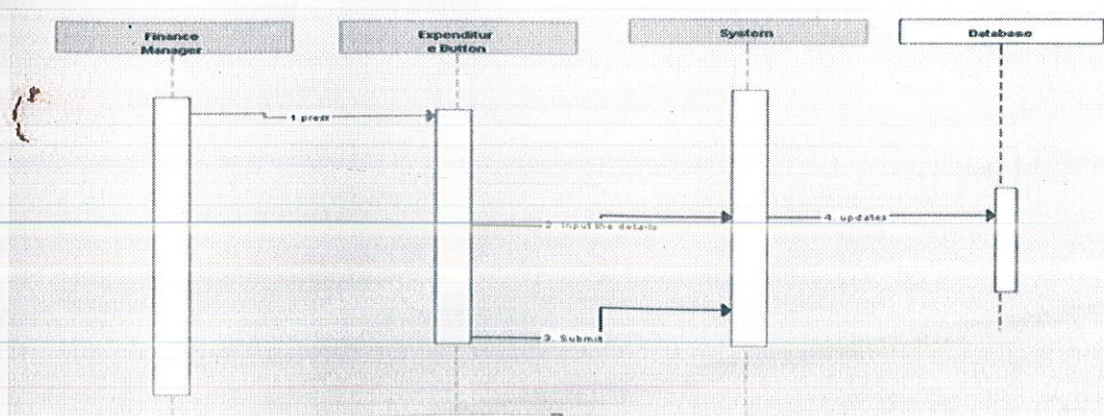 Finance
Manager
Expenditur
e Button
System
Database
1 press
2. Input the details
4. updates
3. Submit